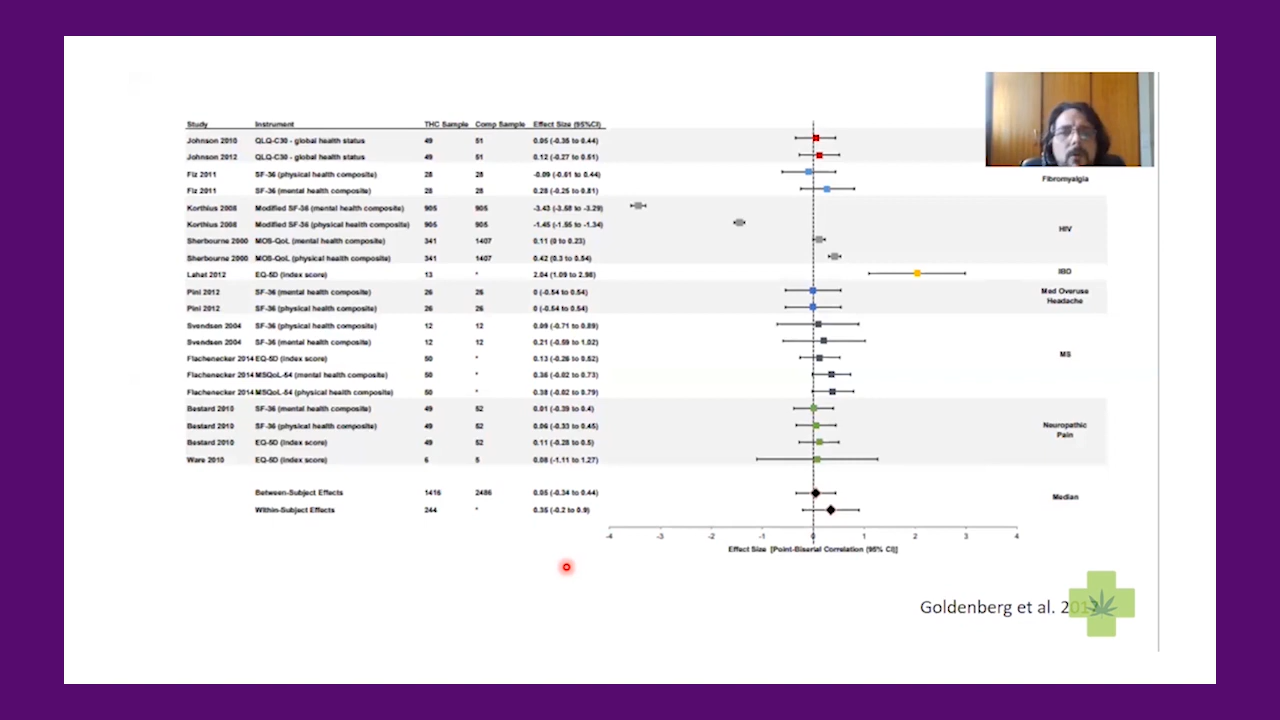 Study Instrument THC Sample Comp Sample Effect Size (95%CI)
Johnson 2010 QLQ-C30 - global health status 49 51 0.05 (-0.35 to 0.44)
Johnson 2012 QLQ-C30 - global health status 49 51 0.12 (-0.27 to 0.51)
Fiz 2011 SF-36 (physical health composite) 28 28 -0.09 (-0.61 to 0.44)
Fibromyalgia
Fiz 2011 SF-36 (mental health composite) 28 28 0.28 (-0.25 to 0.81)
Korthius 2008 Modified SF-36 (mental health composite) 905 905 -3.43 (-3.58 to -3.29)
Korthius 2008 Modified SF-36 (physical health composite) 905 905 -1.45 (-1.55 to -1.34)
HIV
Sherbourne 2000 MOS-QoL (mental health composite) 341 1407 0.11 (0 to 0.23)
Sherbourne 2000 MOS-QoL (physical health composite) 341 1407 0.42 (0.3 to 0.54)
Lahat 2012 EQ-5D (Index score) 13 * 2.04 (1.09 to 2.98) IBD
Pini 2012 SF-36 (mental health composite) 26 26 0 (-0.54 to 0.54) Med Overuse
Headache
Pini 2012 SF-36 (physical health composite) 26 26 0 (-0.54 to 0.54)
Svendsen 2004 SF-36 (physical health composite) 12 12 0.09 (-0.71 to 0.89)
Svendsen 2004 SF-36 (mental health composite) 12 12 0.21 (-0.59 to 1.02)
MS
Flachenecker 2014 EQ-5D (Index score) 50 * 0.13 (-0.26 to 0.52)
Flachenecker 2014 MSQoL-54 (mental health composite) 50 * 0.36 (-0.02 to 0.73)
Flachenecker 2014 MSQoL-54 (physical health composite) 50 * 0.38 (-0.02 to 0.79)
Bestard 2010 SF-36 (mental health composite) 49 52 0.01 (-0.39 to 0.4)
Bestard 2010 SF-36 (physical health composite) 49 52 0.06 (-0.33 to 0.45) Neuropathic
Pain
Bestard 2010 EQ-5D (Index score) 49 52 0.11 (-0.28 to 0.5)
Ware 2010 EQ-5D (Index score) 6 5 0.08 (-1.11 to 1.27)
Between-Subject Effects 1416 2486 0.05 (-0.34 to 0.44)
Median
Within-Subject Effects 244 * 0.35 (-0.2 to 0.9)
-4 -3 -2 -1 0 1 2 3 4
Effect Size [Point-Biserial Correlation (95% CI)]
Goldenberg et al.